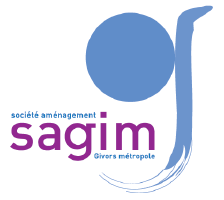 société aménagement
sagim
Givors métropole